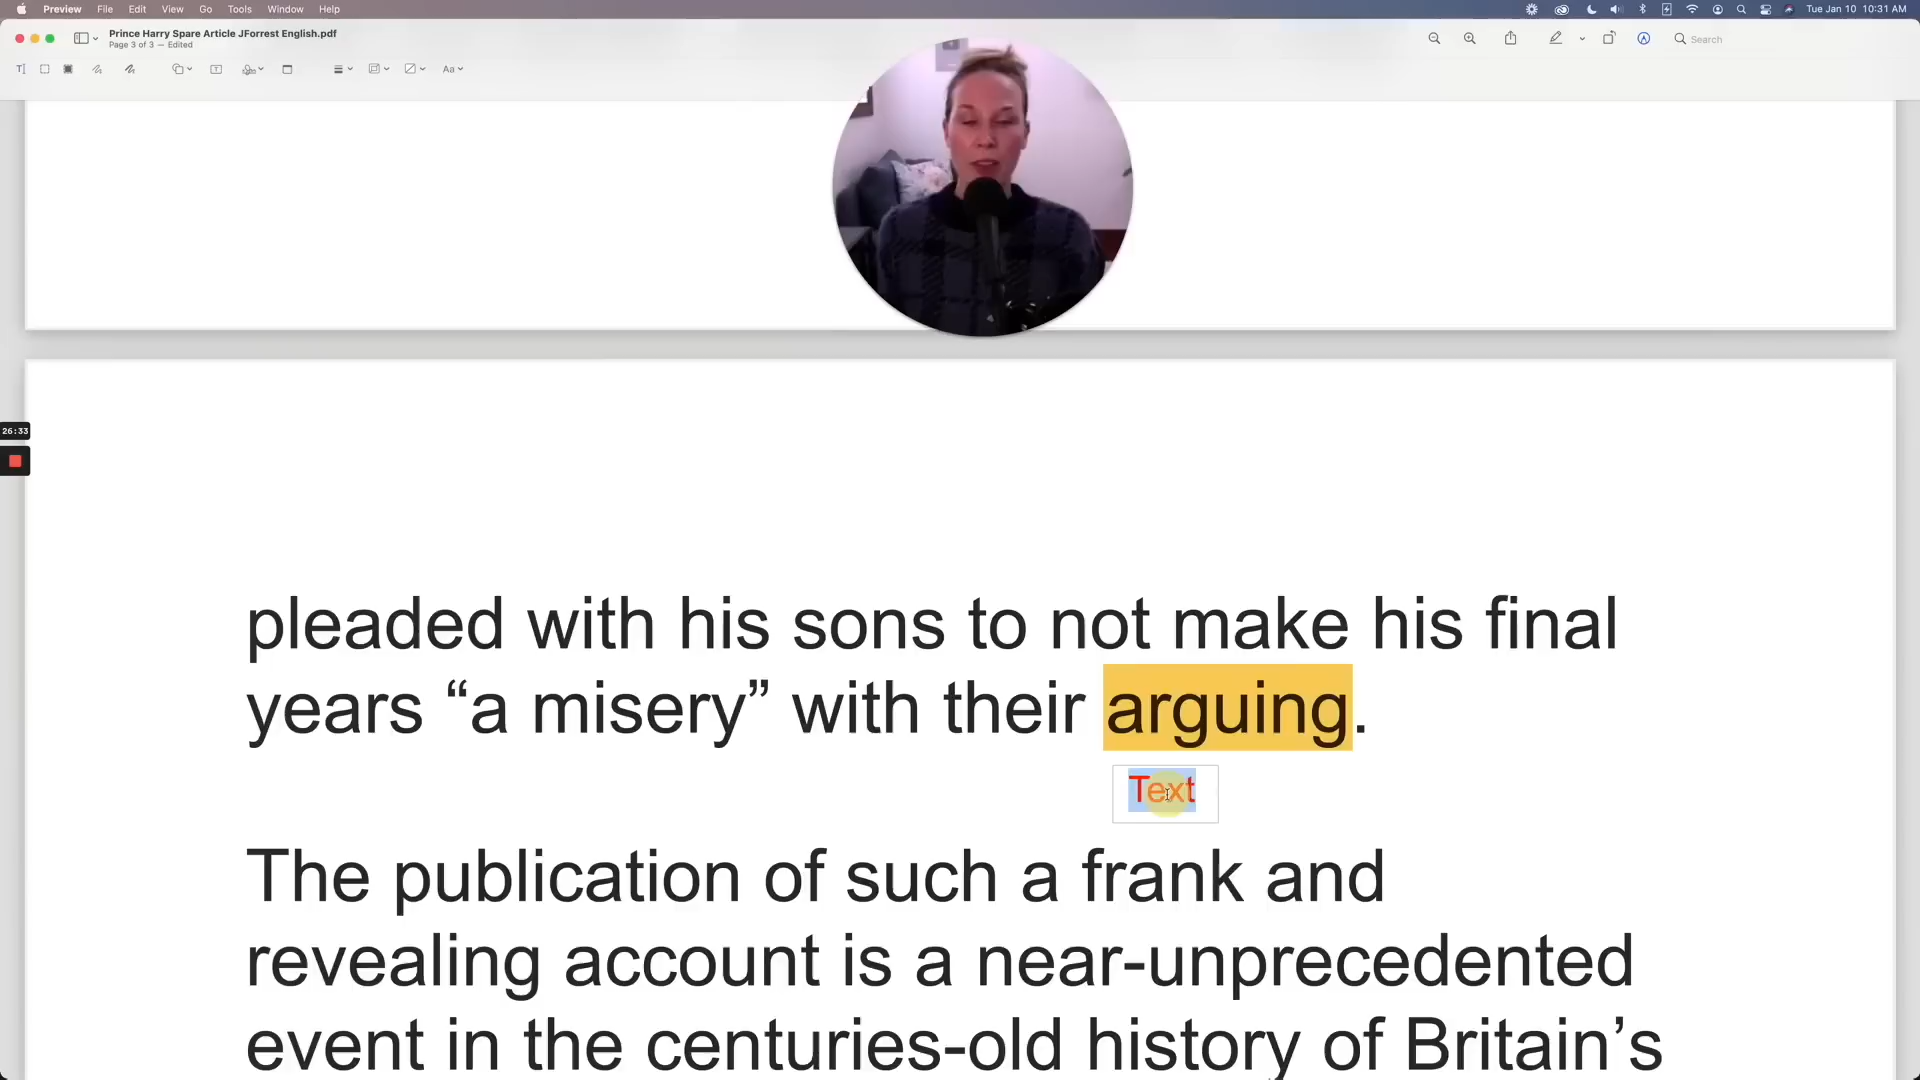 Preview File Edit View Go Tools Window Help
Tue Jan 10 10:31 AM
Prince Harry Spare Article JForrest English.pdf
Page 3 of 3 — Edited
Search
Aa
26:33
pleaded with his sons to not make his final
years “a misery” with their arguing.
Text
The publication of such a frank and
revealing account is a near-unprecedented
event in the centuries-old history of Britain’s